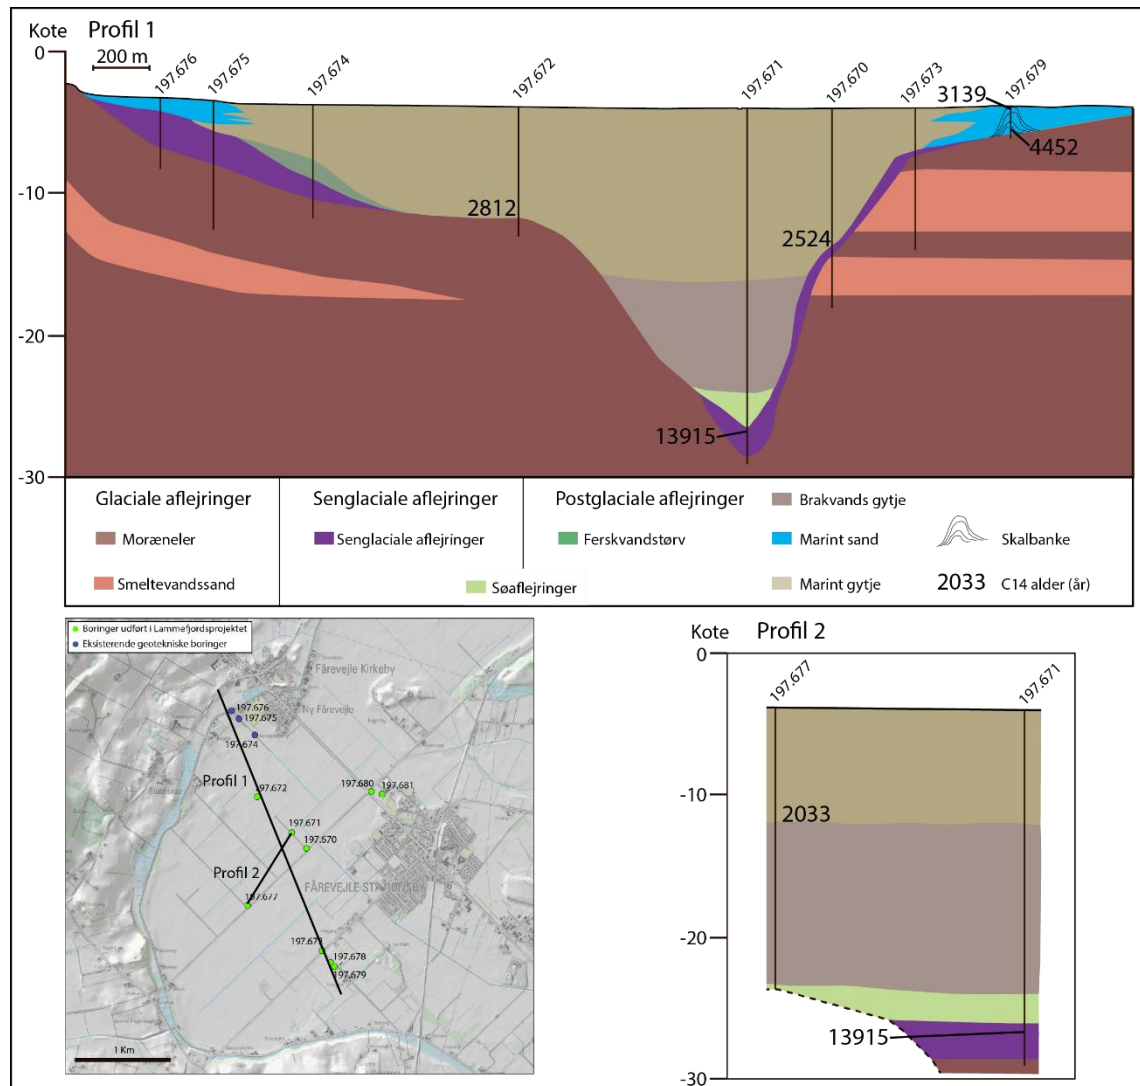 Kote
Profil 1
200 m
0
-10
-20
-30
197.676
197.675
197.674
197.672
197.671
197.670
197.673
197.679
3139
4452
2812
2524
13915
Glaciale aflejringer
Senglaciale aflejringer
Postglaciale aflejringer
Brakvands gytje
Moræneler
Senglaciale aflejringer
Ferskvandstørv
Marint sand
Skalbanke
Smeltevandssand
Søaflejringer
Marint gytje
2033
C14 alder (år)
Boringer udført i Lammefjordsprojektet
Eksisterende geotekniske boringer
Fårevejle Kirkeby
Ny Fårevejle
197.676
197.675
197.674
Profil 1
197.672
197.680
197.681
197.671
197.670
Profil 2
FÅREVEJLE STATIONSBY
197.677
197.673
197.678
197.679
1 Km
Kote
Profil 2
0
-10
-20
-30
197.677
197.671
2033
13915